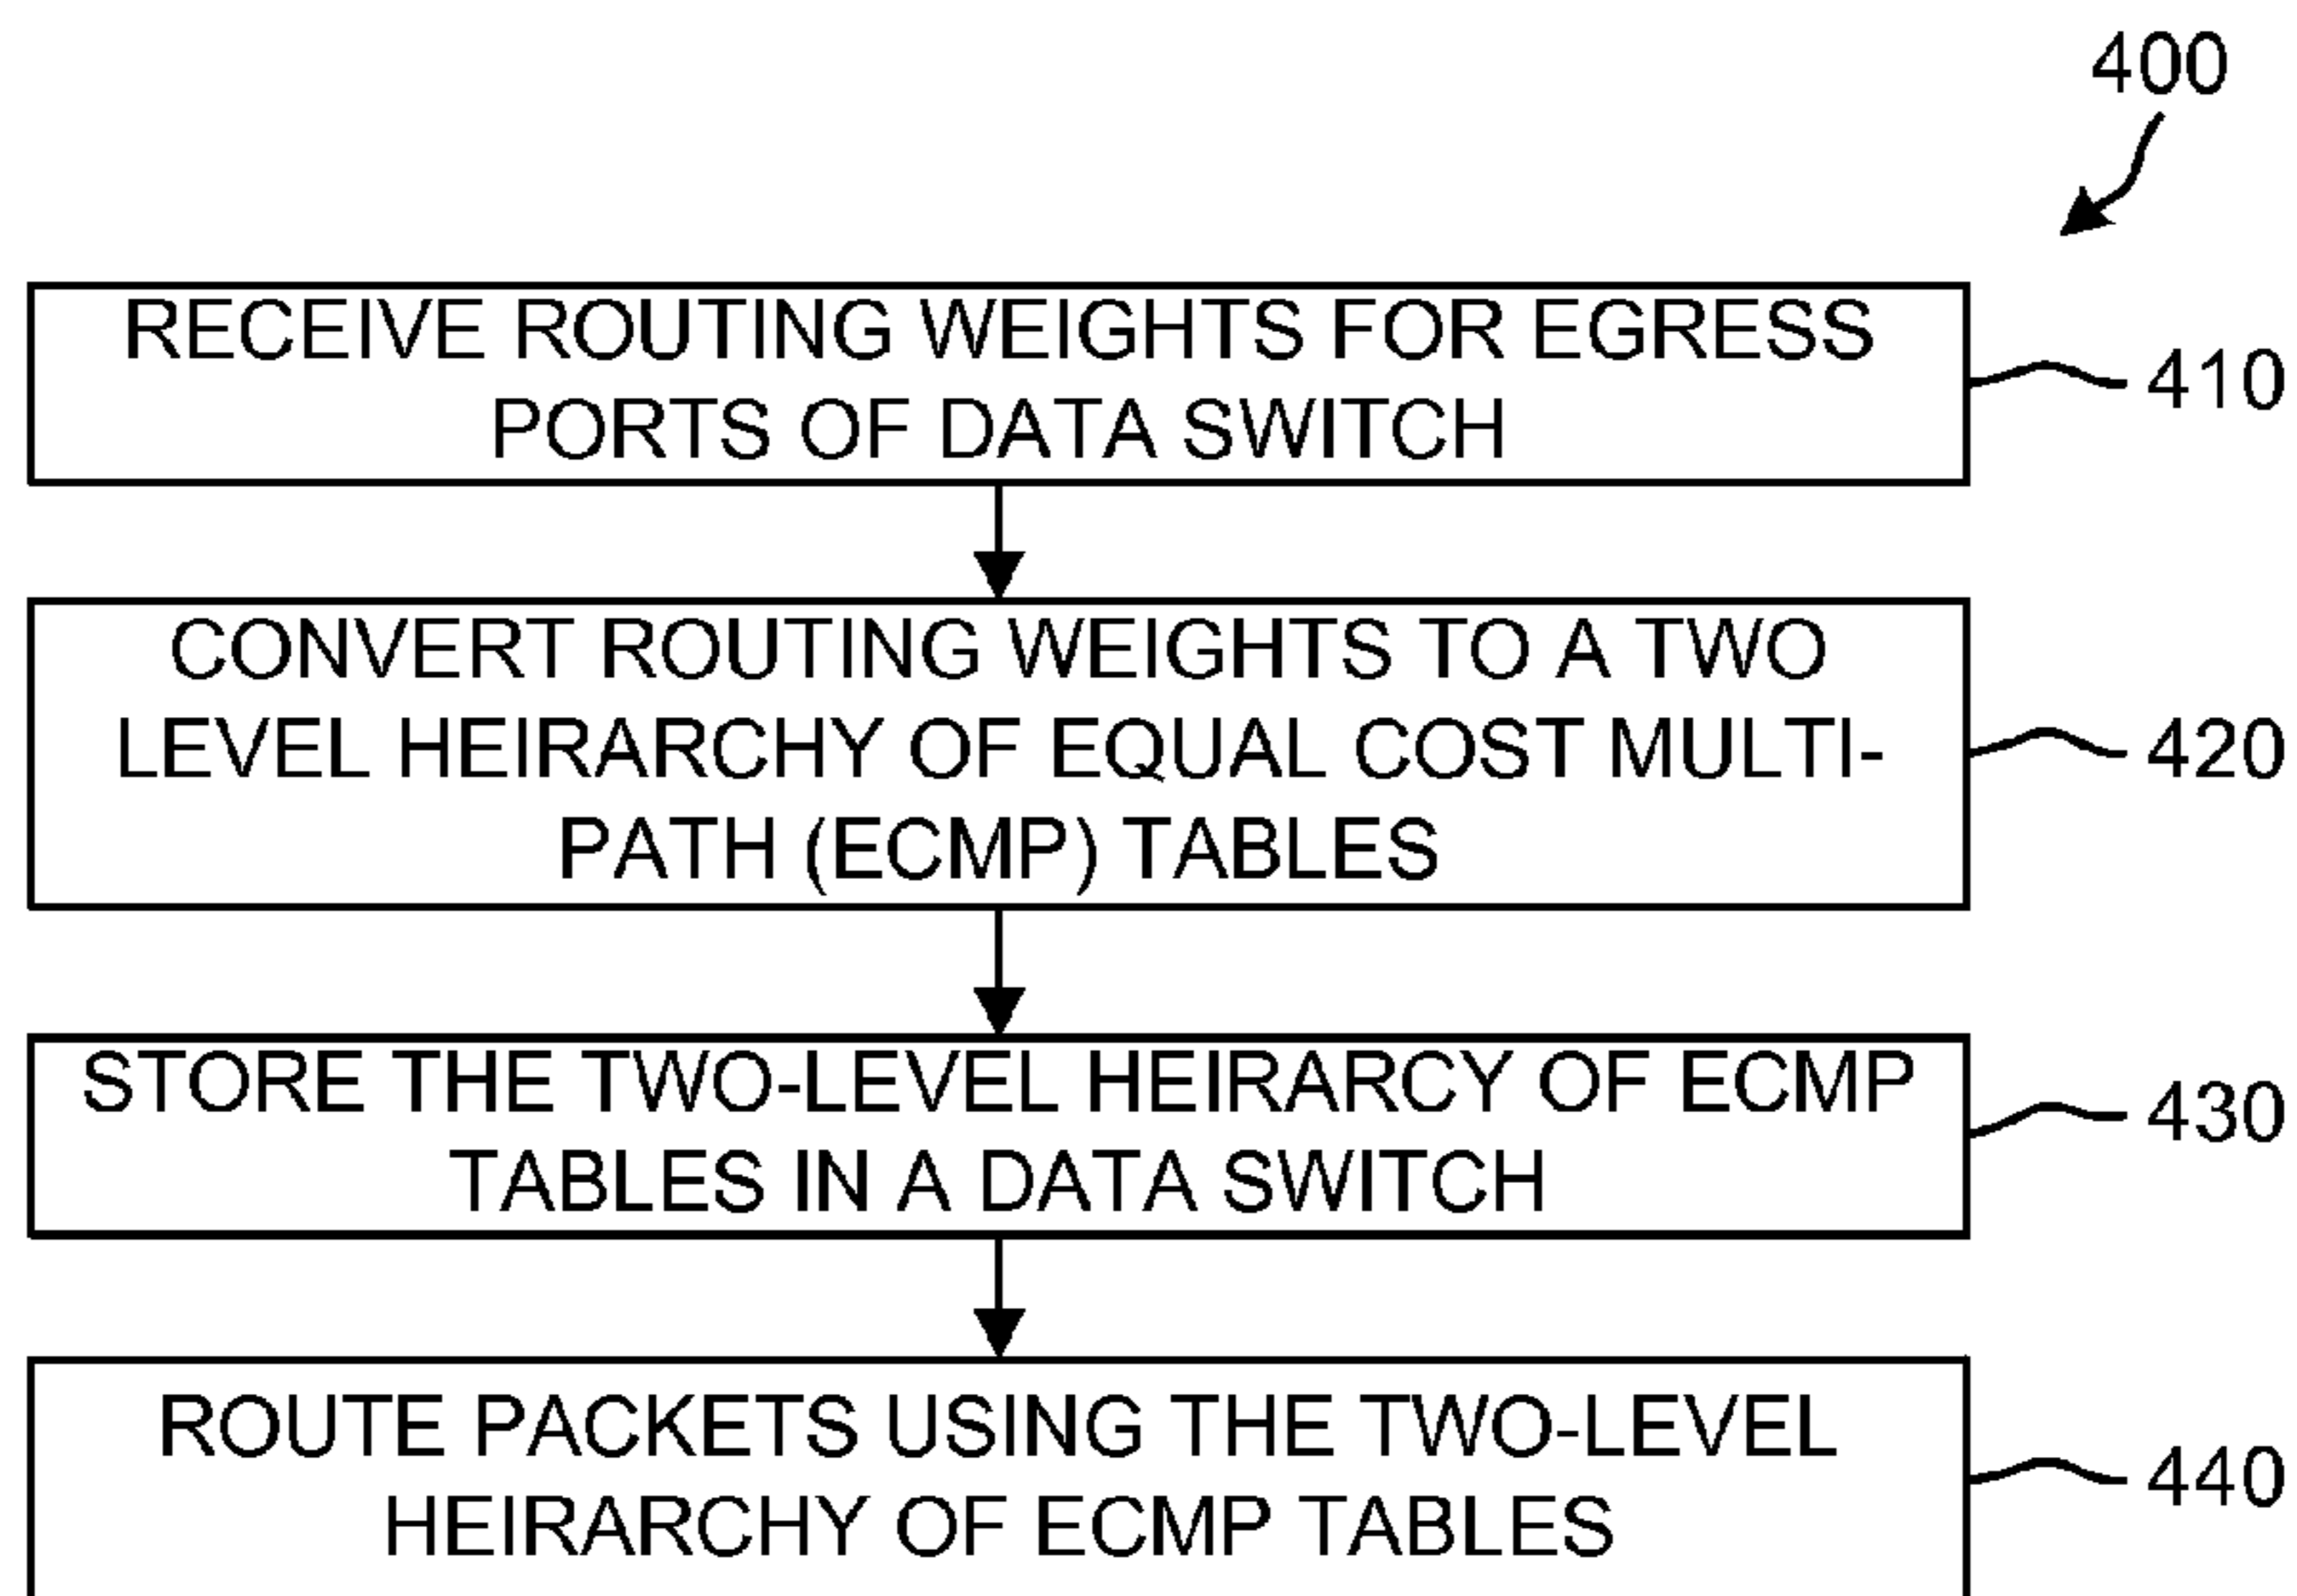 400
RECEIVE ROUTING WEIGHTS FOR EGRESS
PORTS OF DATA SWITCH
410
CONVERT ROUTING WEIGHTS TO A TWO
LEVEL HEIRARCHY OF EQUAL COST MULTI-
PATH (ECMP) TABLES
420
STORE THE TWO-LEVEL HEIRARCY OF ECMP
TABLES IN A DATA SWITCH
430
ROUTE PACKETS USING THE TWO-LEVEL
HEIRARCHY OF ECMP TABLES
440